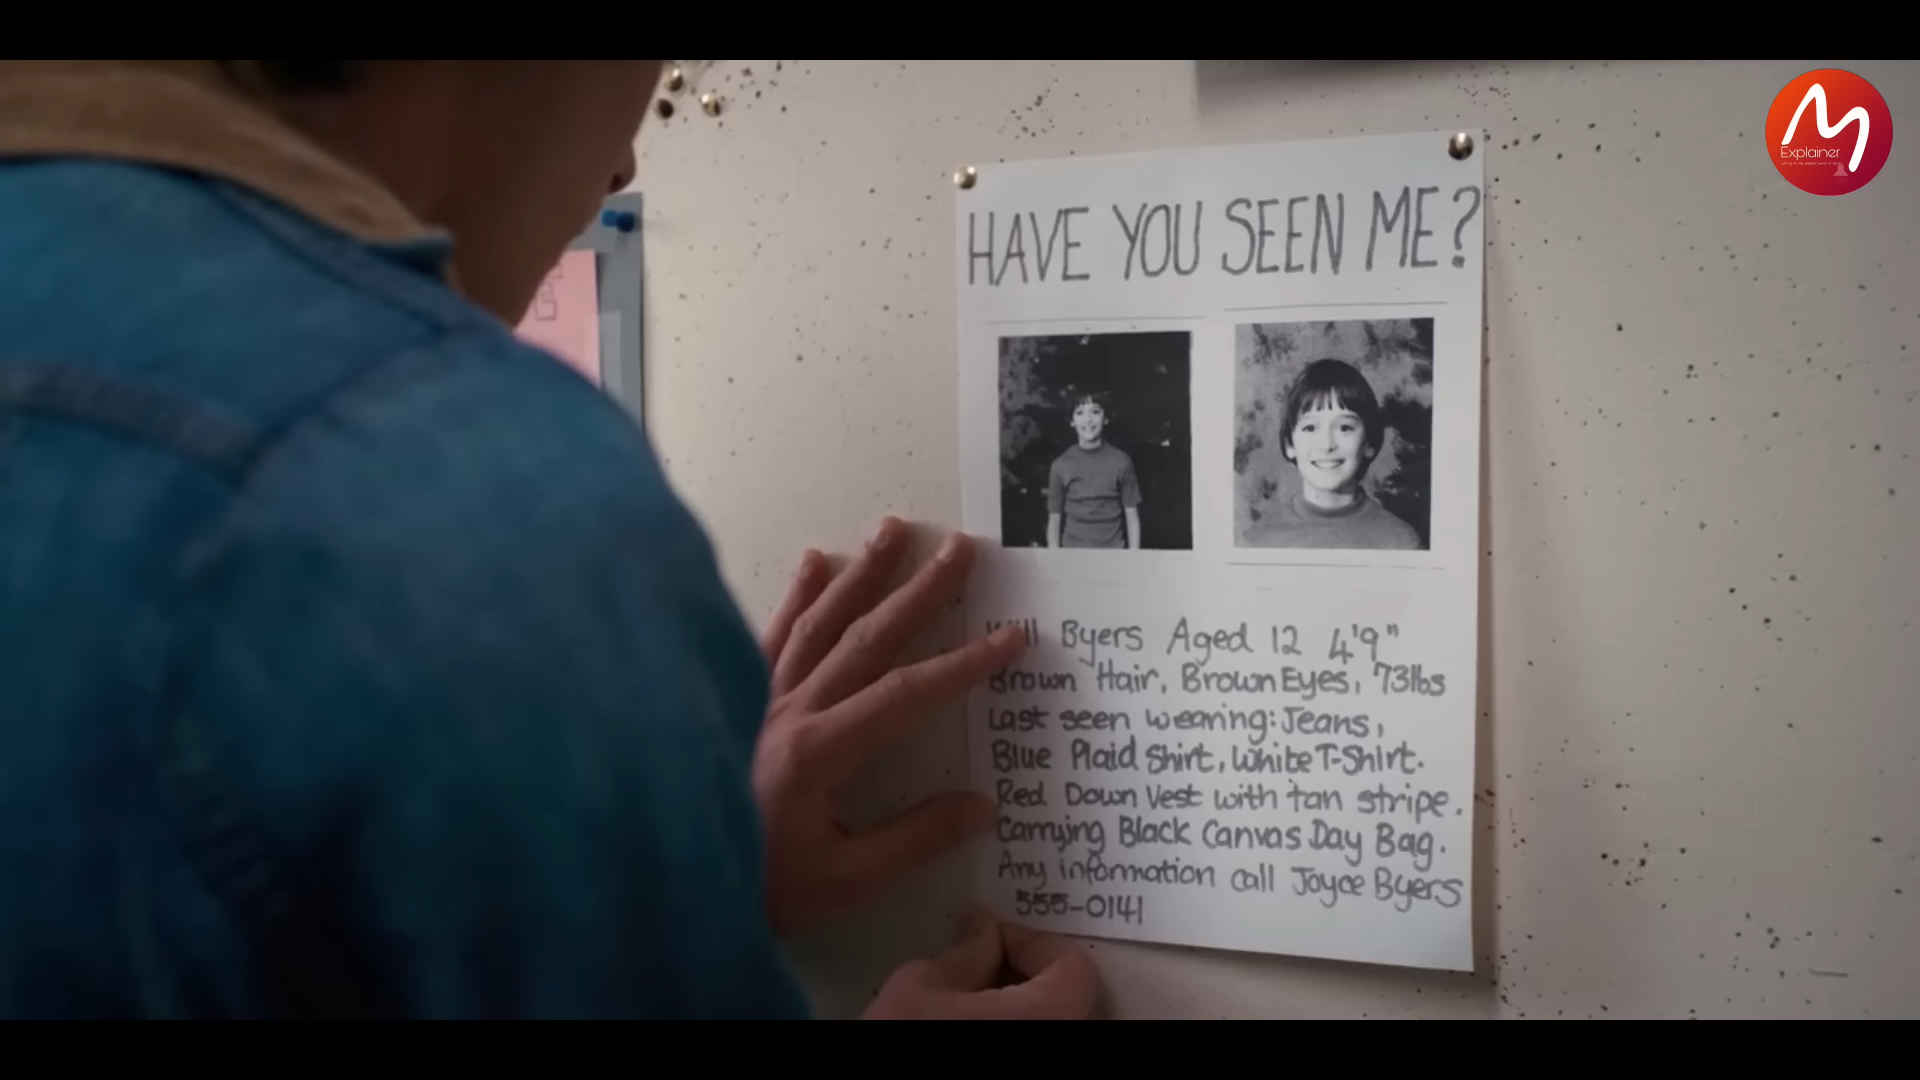 HAVE YOU SEEN ME?
Will Byers Aged 12 4'9"
Brown Hair, Brown Eyes, 73lbs
Last seen wearing: Jeans,
Blue Plaid Shirt, White T-Shirt.
Red Down Vest with tan stripe.
Carrying Black Canvas Day Bag.
Any information call Joyce Byers
555-0141
M
Explainer